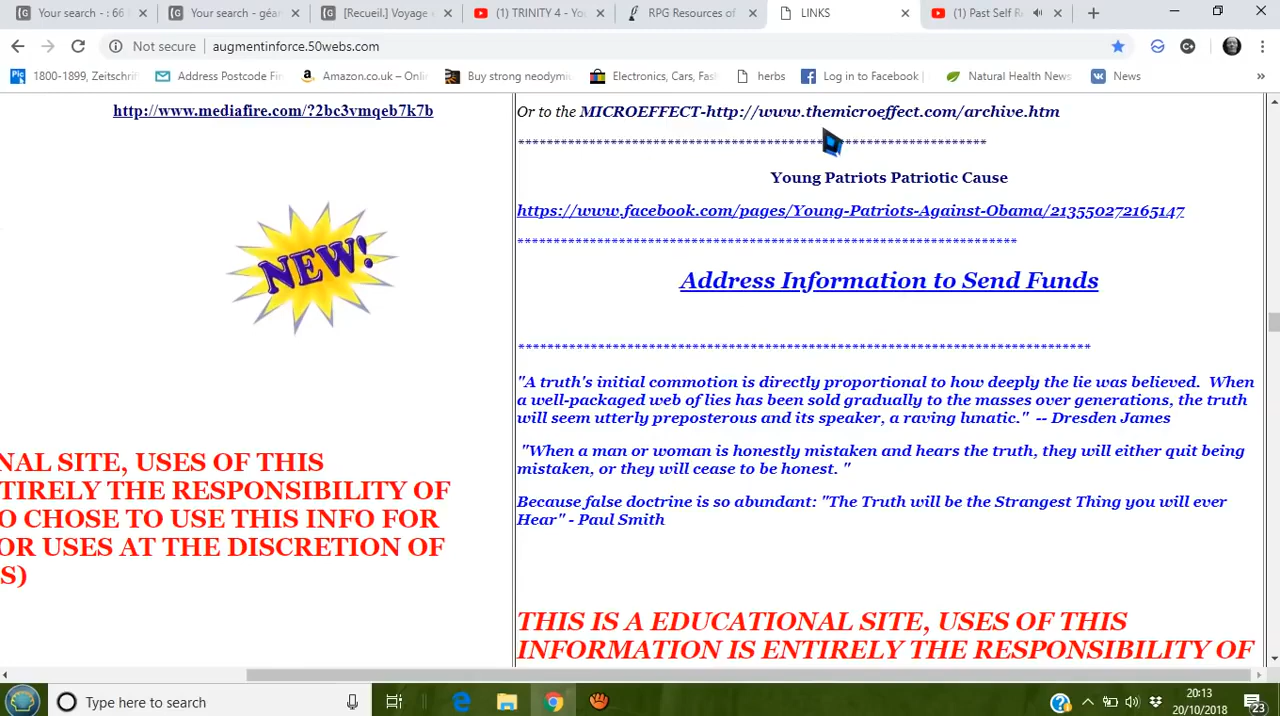 Your search - : 66 |
Your search - géar
[Recueil.] Voyage
(1) TRINITY 4 - You
RPG Resources of
LINKS
(1) Past Self Re
Not secure | augmentinforce.50webs.com
1800-1899, Zeitschrif
Address Postcode Fin
Amazon.co.uk – Onli
Buy strong neodymi
Electronics, Cars, Fash
herbs
Log in to Facebook |
Natural Health News
News
»
http://www.mediafire.com/?2bc3vmqeb7k7b
NEW!
NAL SITE, USES OF THIS
TIRELY THE RESPONSIBILITY OF
O CHOSE TO USE THIS INFO FOR
OR USES AT THE DISCRETION OF
S)
Or to the MICROEFFECT-http://www.themicroeffect.com/archive.htm
*****************************************************************
Young Patriots Patriotic Cause
https://www.facebook.com/pages/Young-Patriots-Against-Obama/213550272165147
*********************************************************************
Address Information to Send Funds
*******************************************************************************
"A truth's initial commotion is directly proportional to how deeply the lie was believed. When
a well-packaged web of lies has been sold gradually to the masses over generations, the truth
will seem utterly preposterous and its speaker, a raving lunatic." -- Dresden James
"When a man or woman is honestly mistaken and hears the truth, they will either quit being
mistaken, or they will cease to be honest. "
Because false doctrine is so abundant: "The Truth will be the Strangest Thing you will ever
Hear" - Paul Smith
THIS IS A EDUCATIONAL SITE, USES OF THIS
INFORMATION IS ENTIRELY THE RESPONSIBILITY OF
Type here to search
20:13
20/10/2018
23